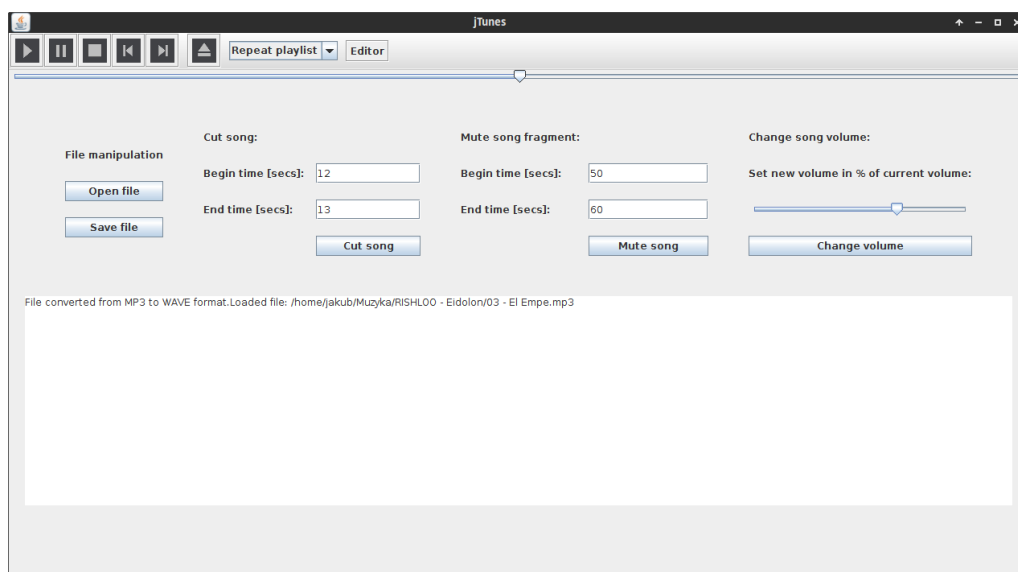 jTunes
Repeat playlist Editor
File manipulation
Open file
Save file
Cut song:
Begin time [secs]: 12
End time [secs]: 13
Cut song
Mute song fragment:
Begin time [secs]: 50
End time [secs]: 60
Mute song
Change song volume:
Set new volume in % of current volume:
Change volume
File converted from MP3 to WAVE format.Loaded file: /home/jakub/Muzyka/RISHLOO - Eidolon/03 - El Empe.mp3